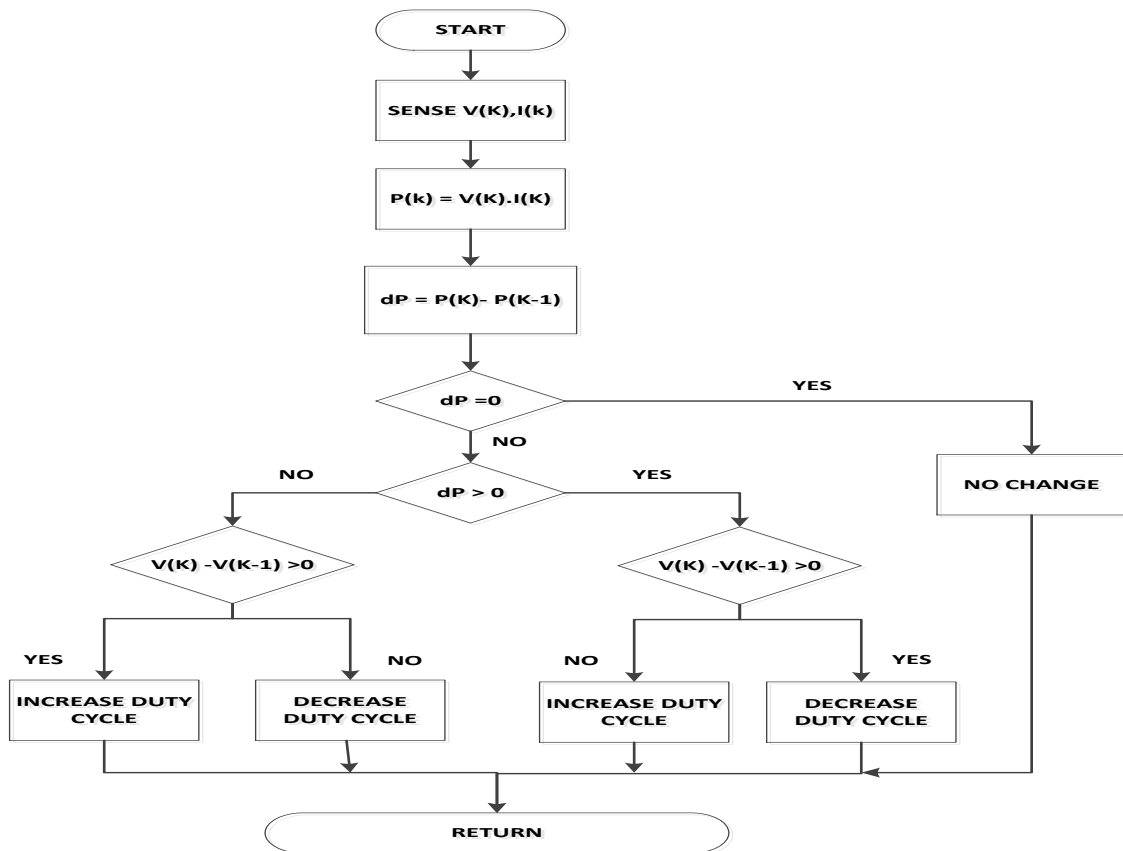 START
SENSE V(K),I(k)
P(k) = V(K).I(K)
dP = P(K)- P(K-1)
dP =0
YES
NO
NO CHANGE
dP > 0
NO
YES
V(K) -V(K-1) >0
V(K) -V(K-1) >0
YES
NO
NO
YES
INCREASE DUTY
CYCLE
DECREASE
DUTY CYCLE
INCREASE DUTY
CYCLE
DECREASE
DUTY CYCLE
RETURN